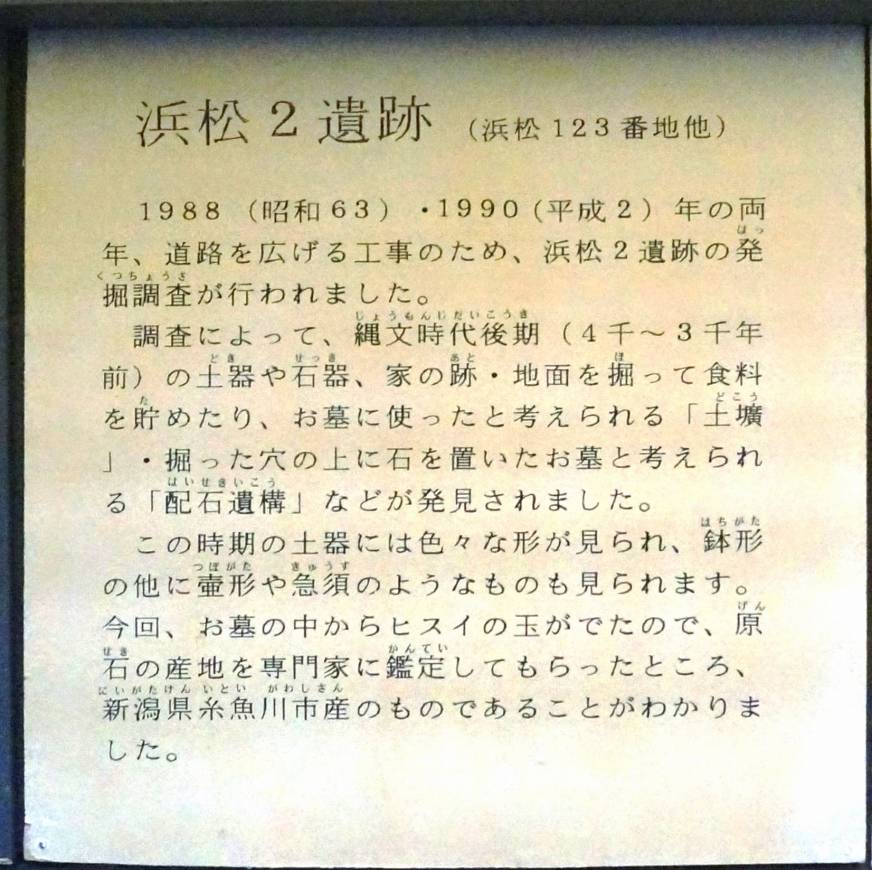 浜松２遺跡 （浜松123番地他）
1988（昭和63）・1990（平成２）年の両
年、道路を広げる工事のため、浜松２遺跡の発
掘調査が行われました。
調査によって、縄文時代後期（４千～３千年
前）の土器や石器、家の跡・地面を掘って食料
を貯めたり、お墓に使ったと考えられる「土壙
」・掘った穴の上に石を置いたお墓と考えられ
る「配石遺構」などが発見されました。
この時期の土器には色々な形が見られ、鉢形
の他に壷形や急須のようなものも見られます。
今回、お墓の中からヒスイの玉がでたので、原
石の産地を専門家に鑑定してもらったところ、
新潟県糸魚川市産のものであることがわかりま
した。